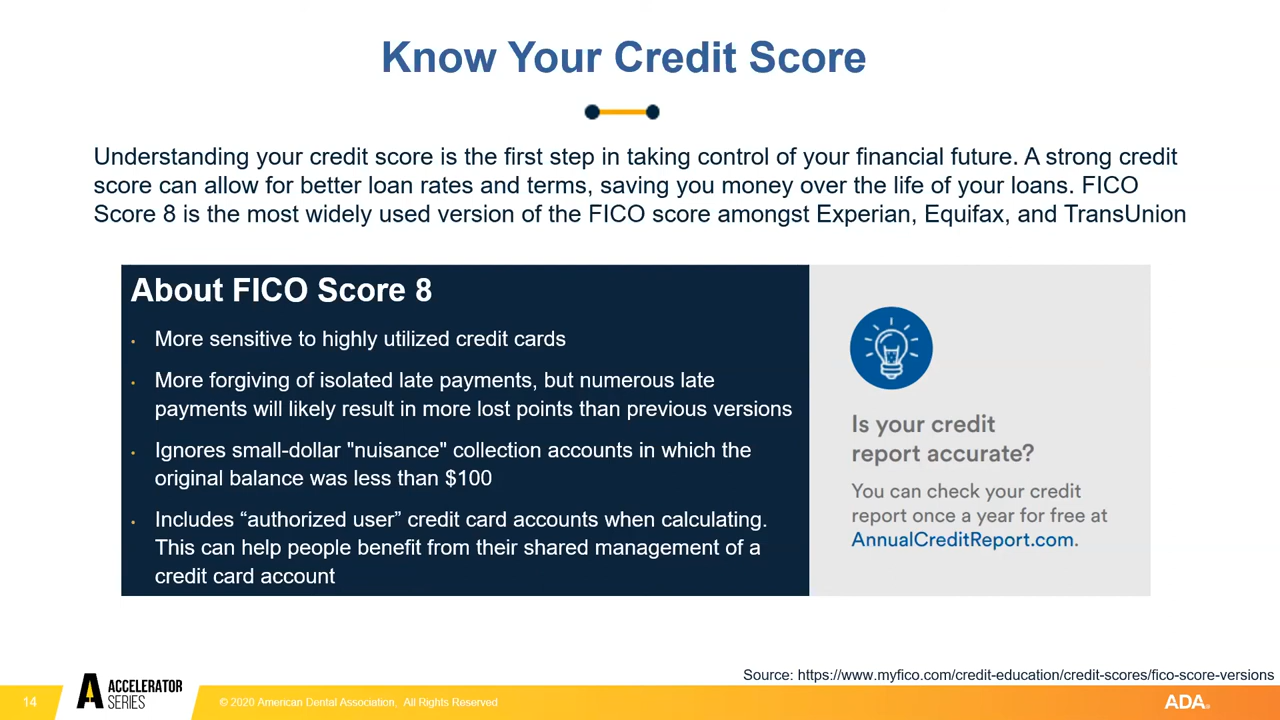 Know Your Credit Score
Understanding your credit score is the first step in taking control of your financial future. A strong credit
score can allow for better loan rates and terms, saving you money over the life of your loans. FICO
Score 8 is the most widely used version of the FICO score amongst Experian, Equifax, and TransUnion
About FICO Score 8
• More sensitive to highly utilized credit cards
• More forgiving of isolated late payments, but numerous late
payments will likely result in more lost points than previous versions
• Ignores small-dollar "nuisance" collection accounts in which the
original balance was less than $100
• Includes “authorized user” credit card accounts when calculating.
This can help people benefit from their shared management of a
credit card account
Is your credit
report accurate?
You can check your credit
report once a year for free at
AnnualCreditReport.com.
Source: https://www.myfico.com/credit-education/credit-scores/fico-score-versions
14
A ACCELERATOR
SERIES
© 2020 American Dental Association, All Rights Reserved
ADA.